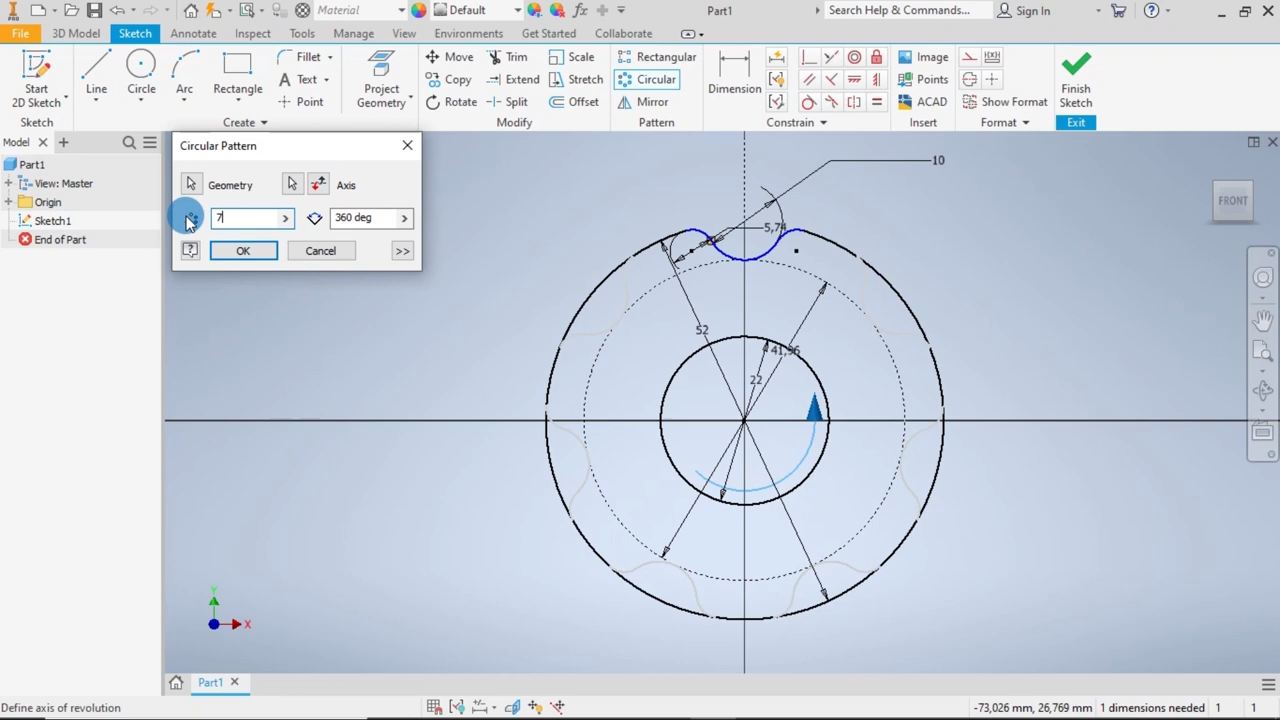 PRO
Material
Default
Part1
Search Help & Commands...
Sign In
File 3D Model Sketch Annotate Inspect Tools Manage View Environments Get Started Collaborate
Start 2D Sketch
Line
Circle
Arc
Rectangle
Fillet
Text
Point
Project Geometry
Move Trim Scale
Copy Extend Stretch
Rotate Split Offset
Rectangular
Circular
Mirror
Dimension
Image
Points
ACAD
Show Format
Finish Sketch
Sketch Create Modify Pattern Constrain Insert Format Exit
Model
Part1
View: Master
Origin
Sketch1
End of Part
Circular Pattern
Geometry Axis
7 360 deg
OK Cancel >>
10
5,74
52
41,96
22
FRONT
Y
X
Part1
Define axis of revolution
-73,026 mm, 26,769 mm 1 dimensions needed 1 1